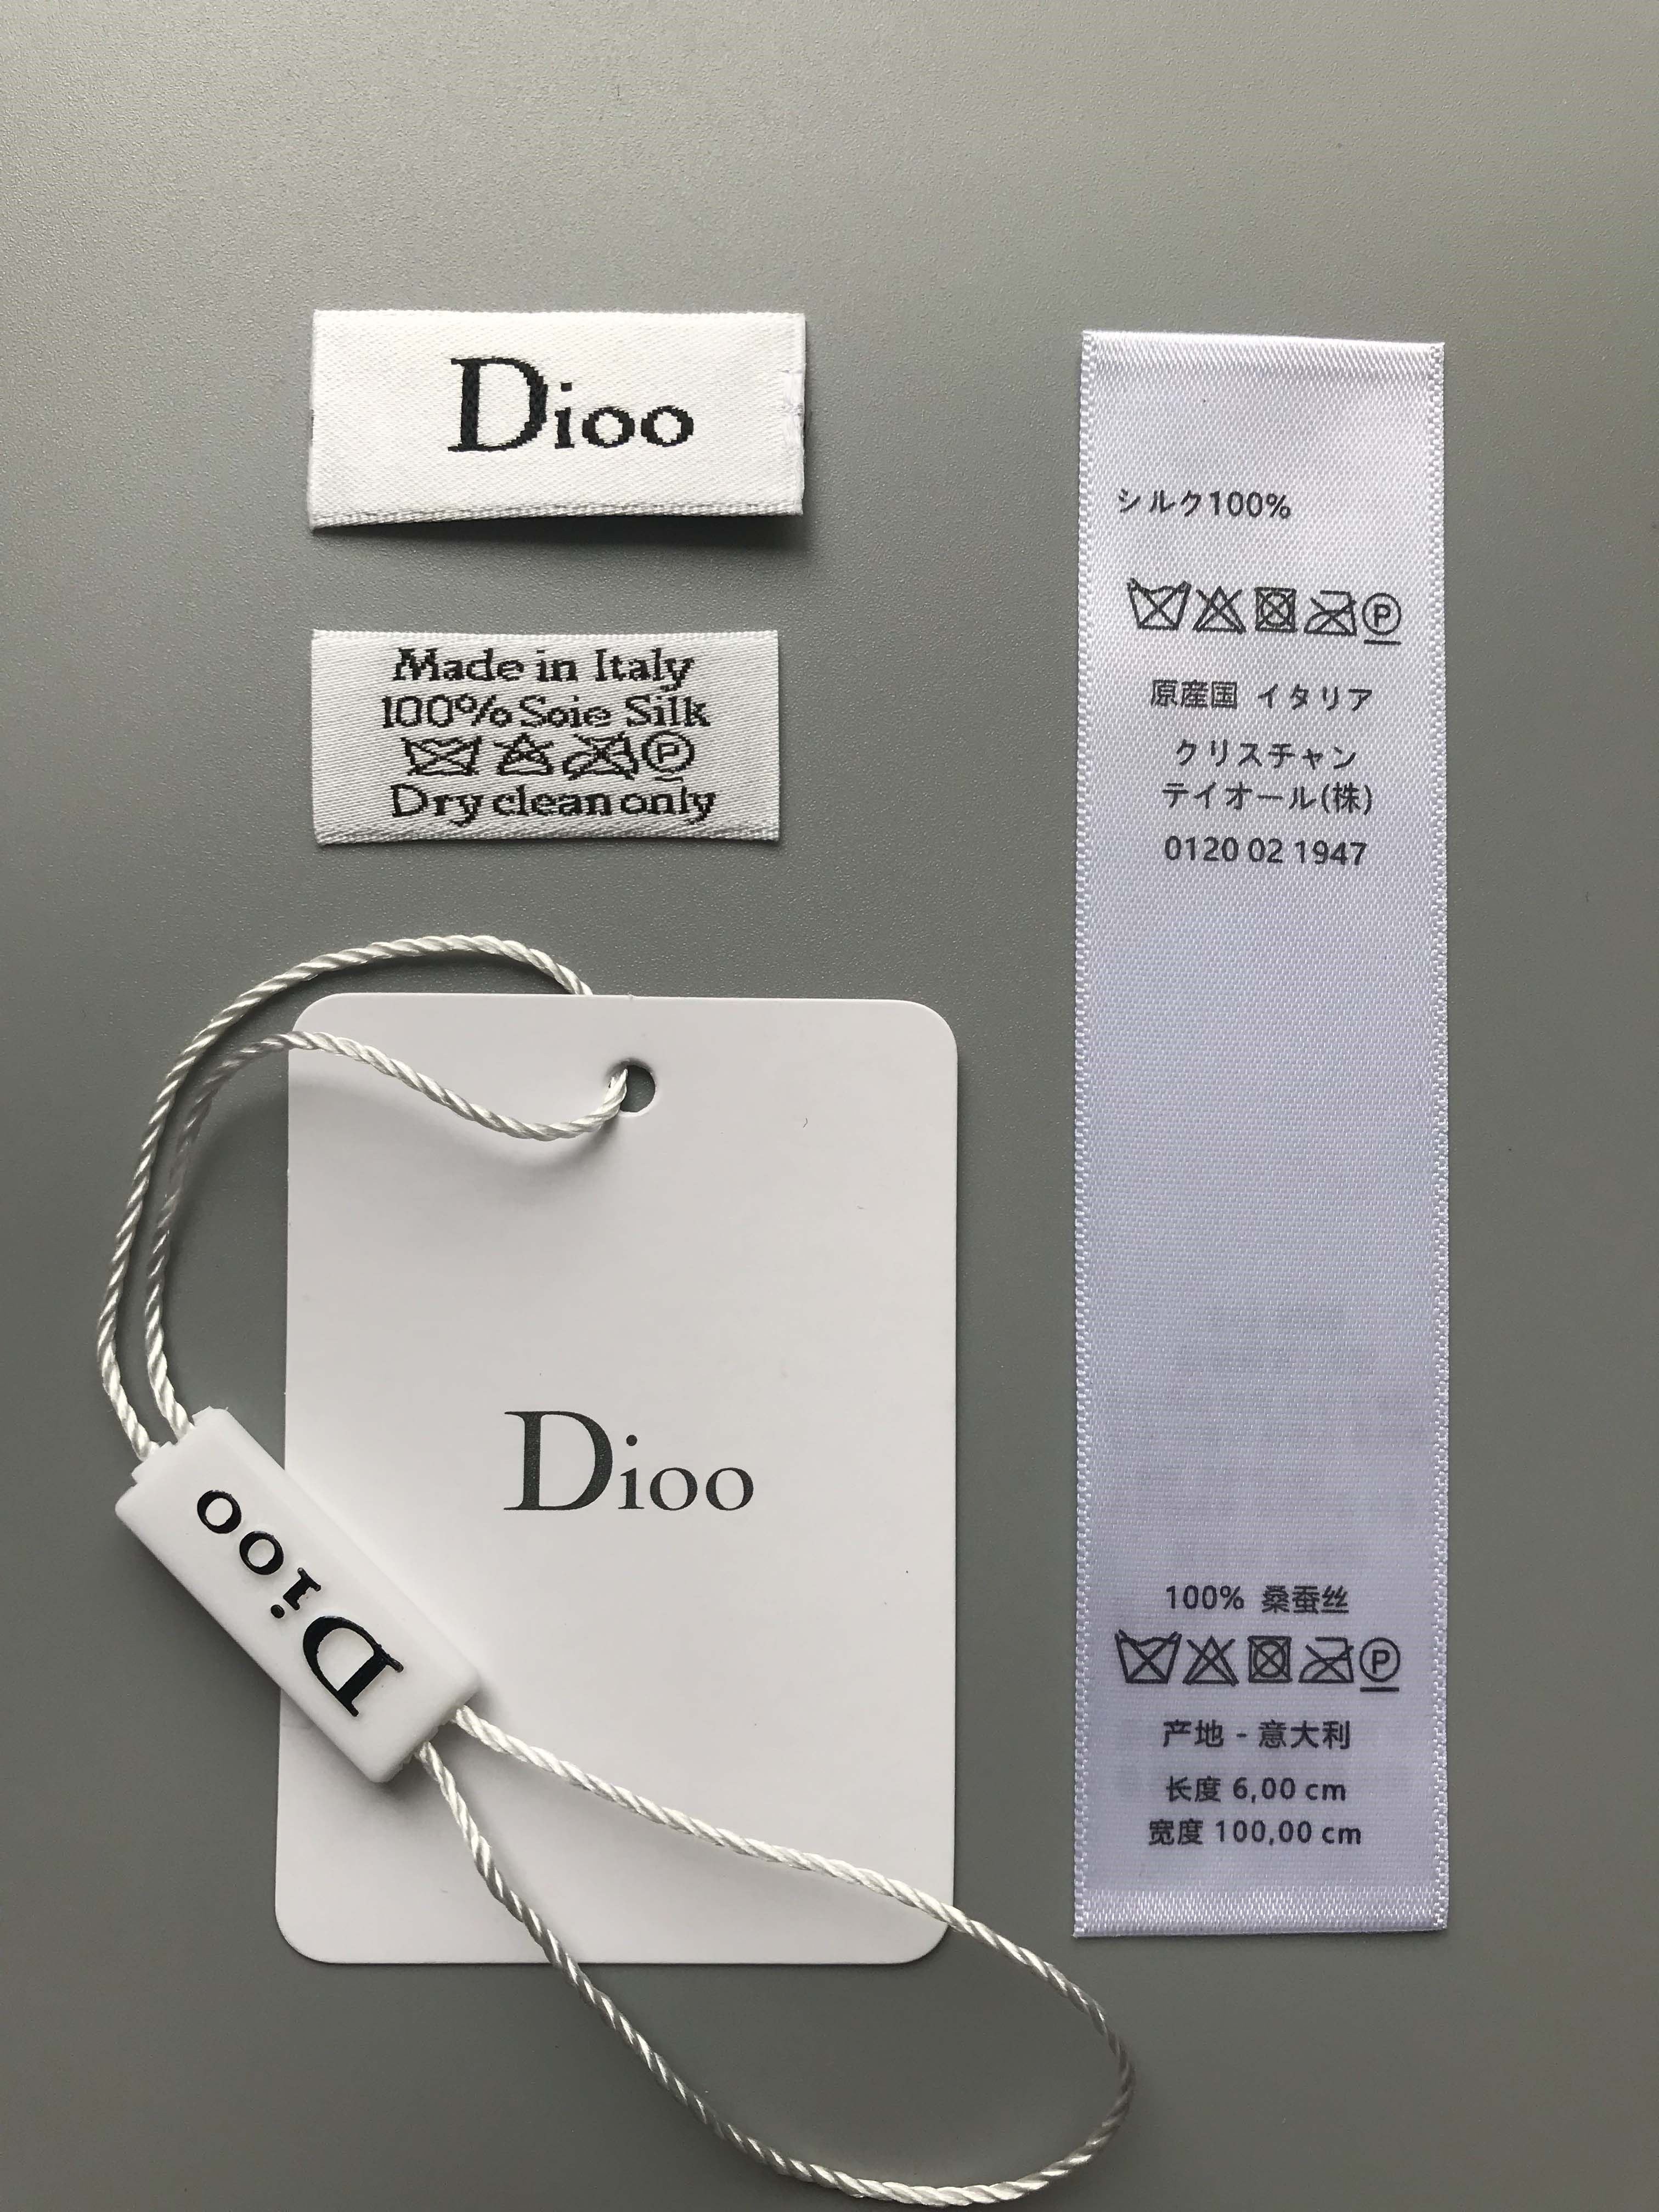 Dioo
Made in Italy
100% Soie Silk
P
Dry clean only
Dioo
Dioo
シルク100%
P
原産国 イタリア
クリスチャン
テイオール(株)
0120 02 1947
100% 桑蚕丝
P
产地 - 意大利
长度 6,00 cm
宽度 100,00 cm